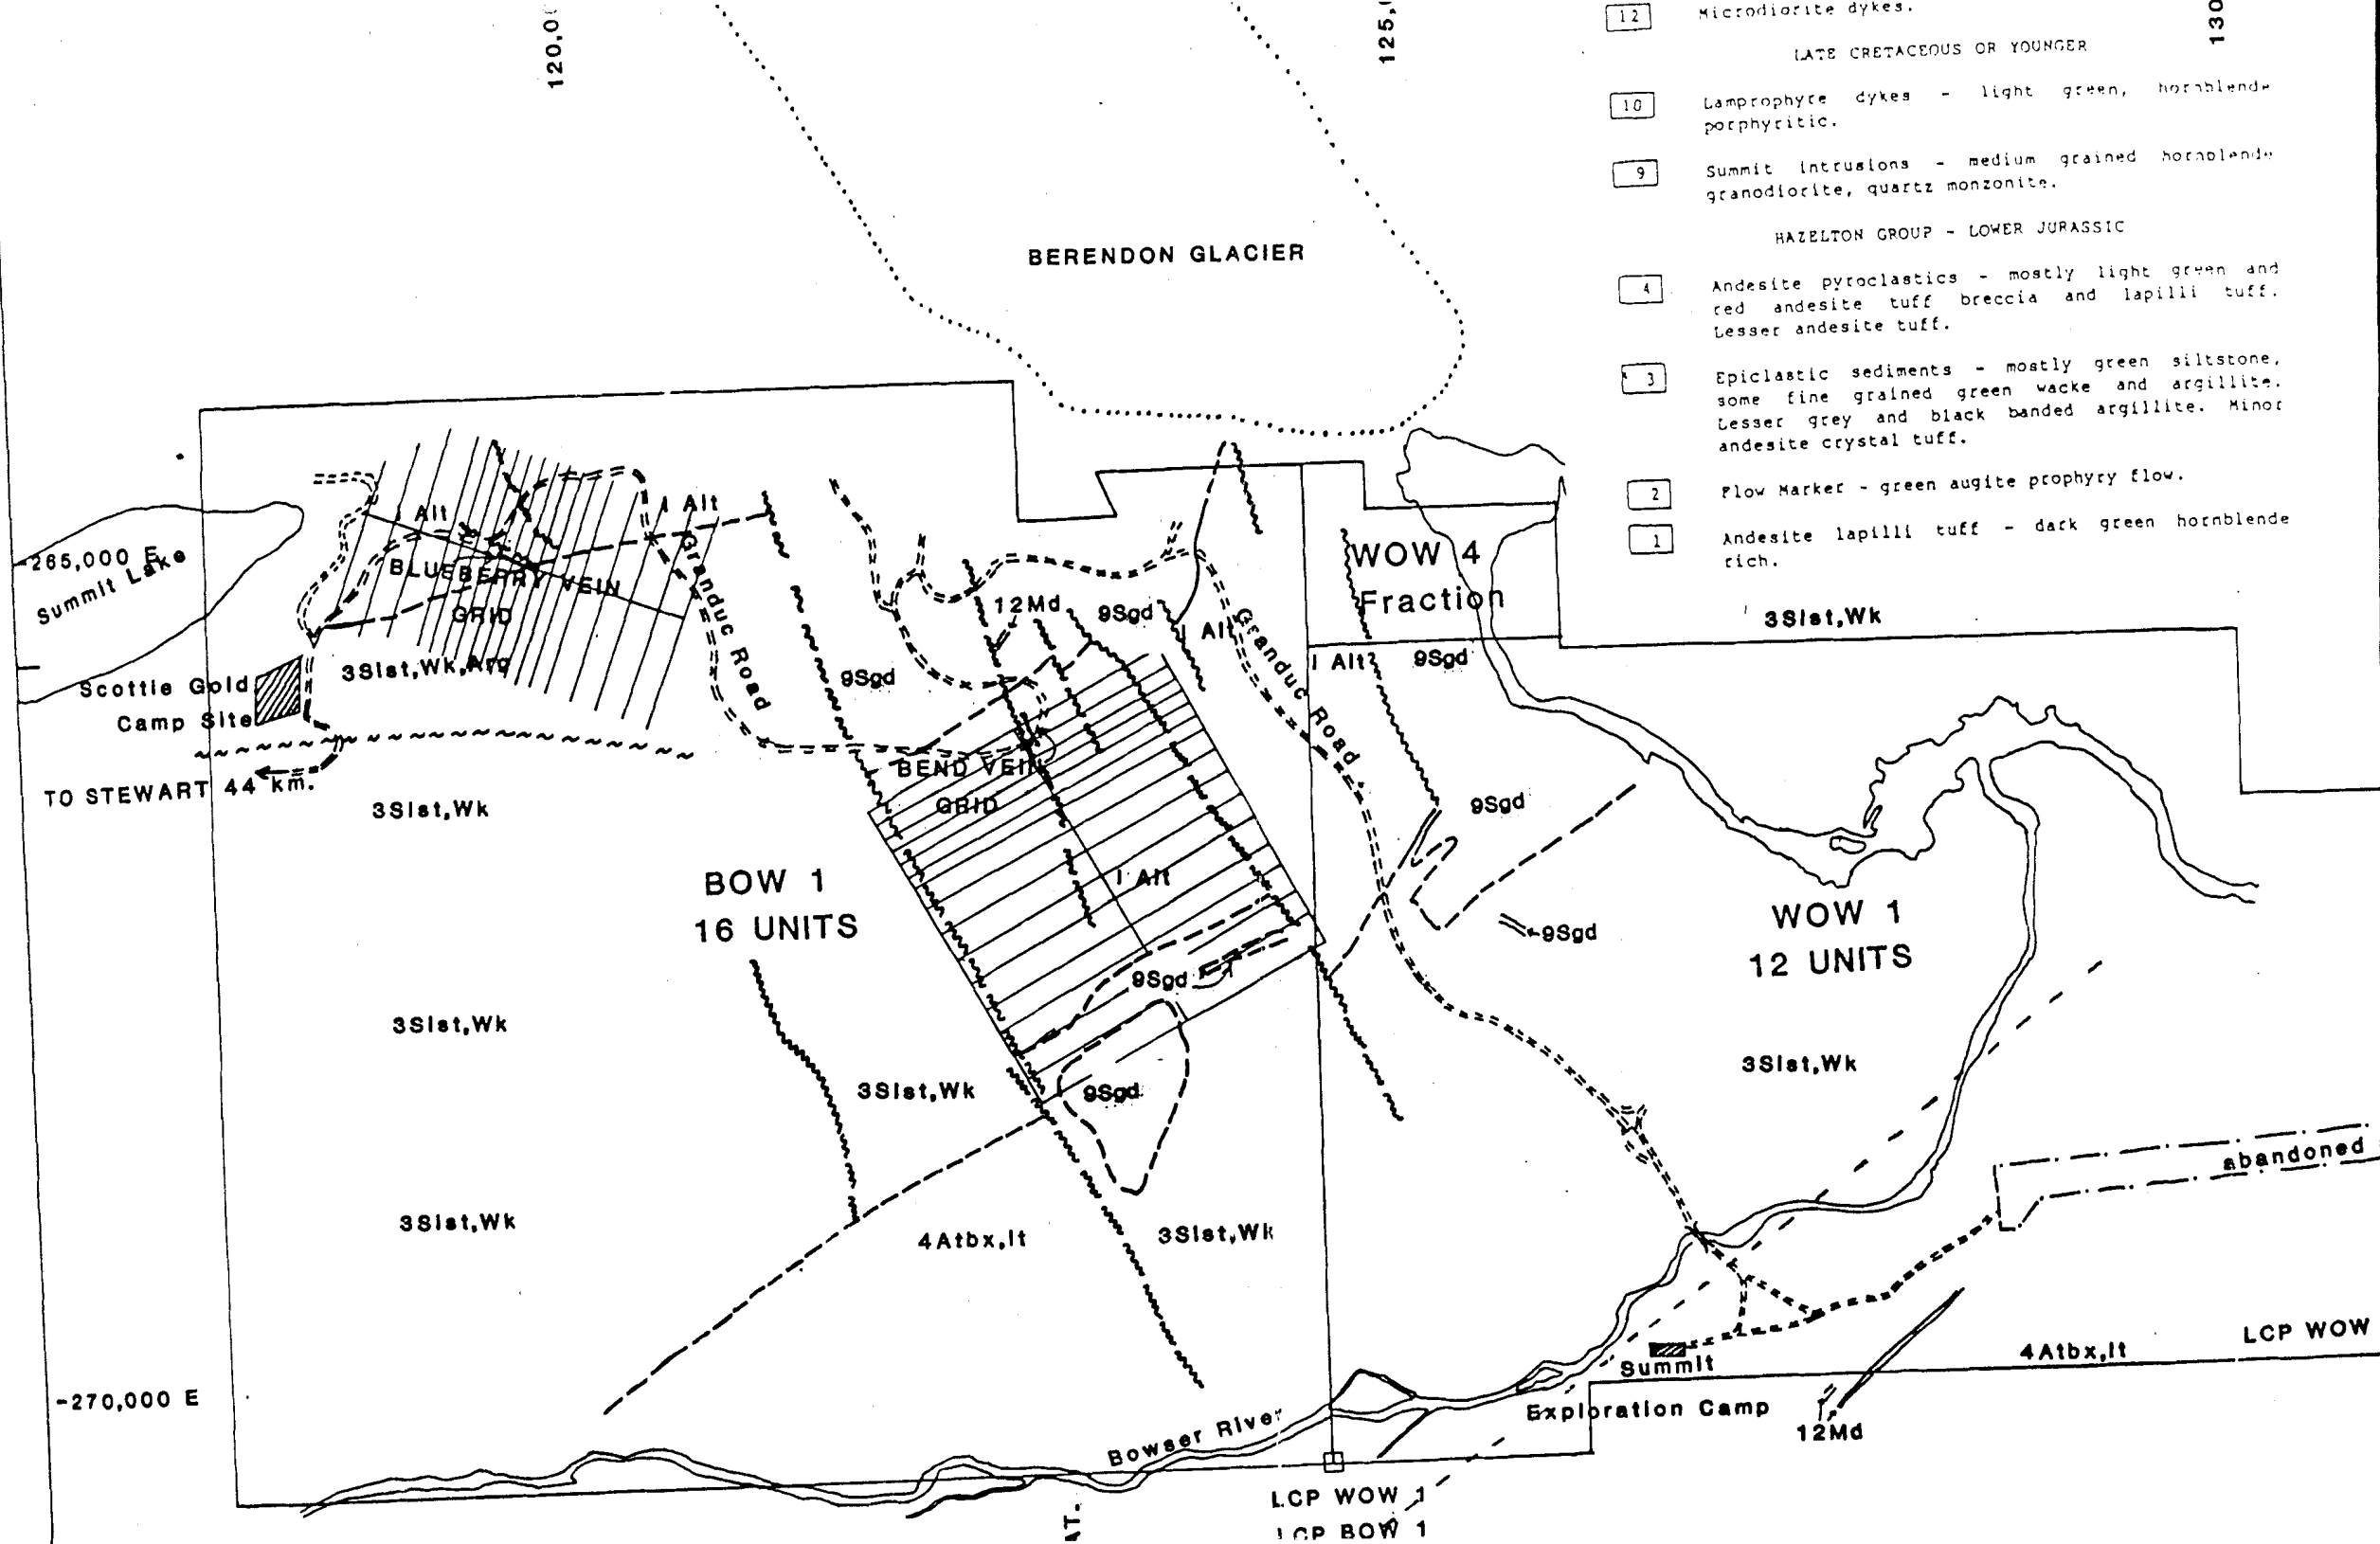 120,0
125,
130
12
Microdiorite dykes.
LATE CRETACEOUS OR YOUNGER
10
Lamprophyre dykes - light green, hornblende
porphyritic.
9
Summit intrusions - medium grained hornblende
granodiorite, quartz monzonite.
HAZELTON GROUP - LOWER JURASSIC
4
Andesite pyroclastics - mostly light green and
red andesite tuff breccia and lapilli tuff.
Lesser andesite tuff.
3
Epiclastic sediments - mostly green siltstone,
some fine grained green wacke and argillite.
Lesser grey and black banded argillite. Minor
andesite crystal tuff.
2
Flow Marker - green augite prophyry flow.
1
Andesite lapilli tuff - dark green hornblende
rich.
BERENDON GLACIER
-265,000 E
Summit Lake
I Alt
I Alt
BLUEBERRY VEIN
GRID
Granduc Road
3Slst,Wk,Arg
Scottie Gold
Camp Site
TO STEWART 44 km.
3Slst,Wk
12Md
9Sgd
Alt
Granduc Road
WOW 4
Fraction
3Slst,Wk
I Alt?
9Sgd
9Sgd
BEND VEIN
GRID
9Sgd
I Alt
BOW 1
16 UNITS
9Sgd
WOW 1
12 UNITS
9Sgd
3Slst,Wk
3Slst,Wk
9Sgd
3Slst,Wk
abandoned
3Slst,Wk
4Atbx,lt
3Slst,Wk
Summit
Exploration Camp
4Atbx,lt
LCP WOW
12Md
-270,000 E
Bowser River
LCP WOW 1
LCP BOW 1
AT.